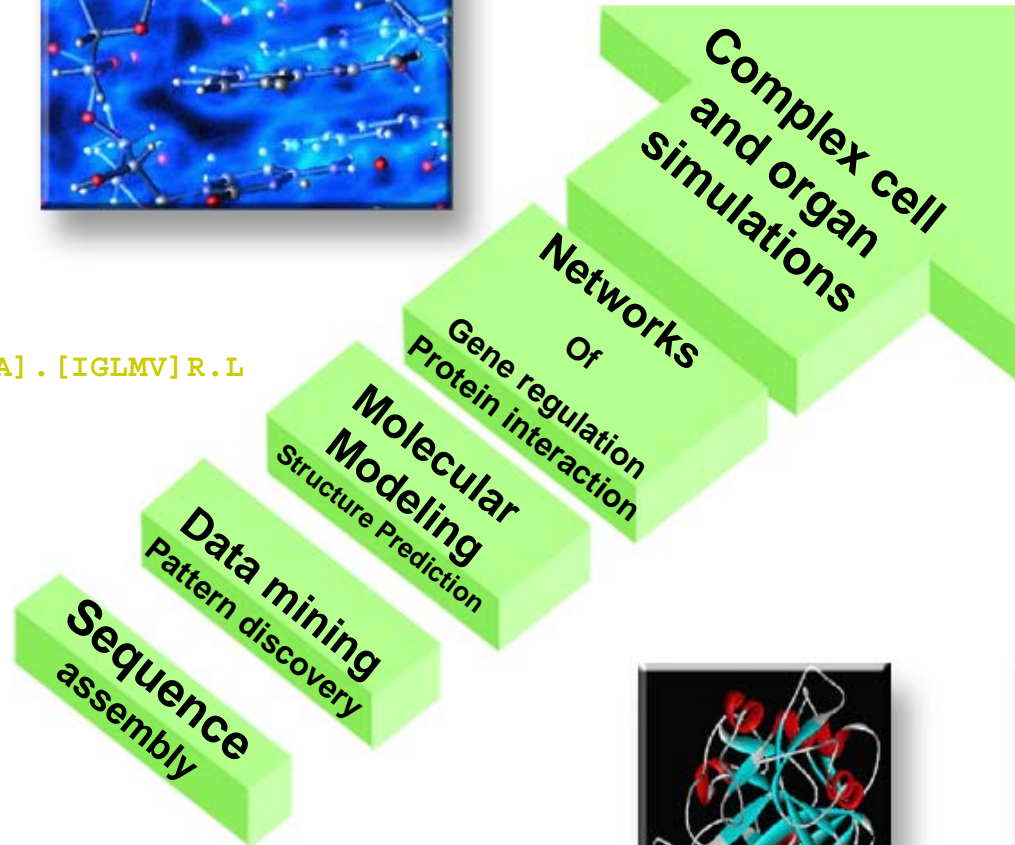 Complex cell
and organ
simulations
Networks
Of
Gene regulation
Protein interaction
A].[IGLMV]R.L
Molecular
Modeling
Structure Prediction
Data mining
Pattern discovery
Sequence
assembly